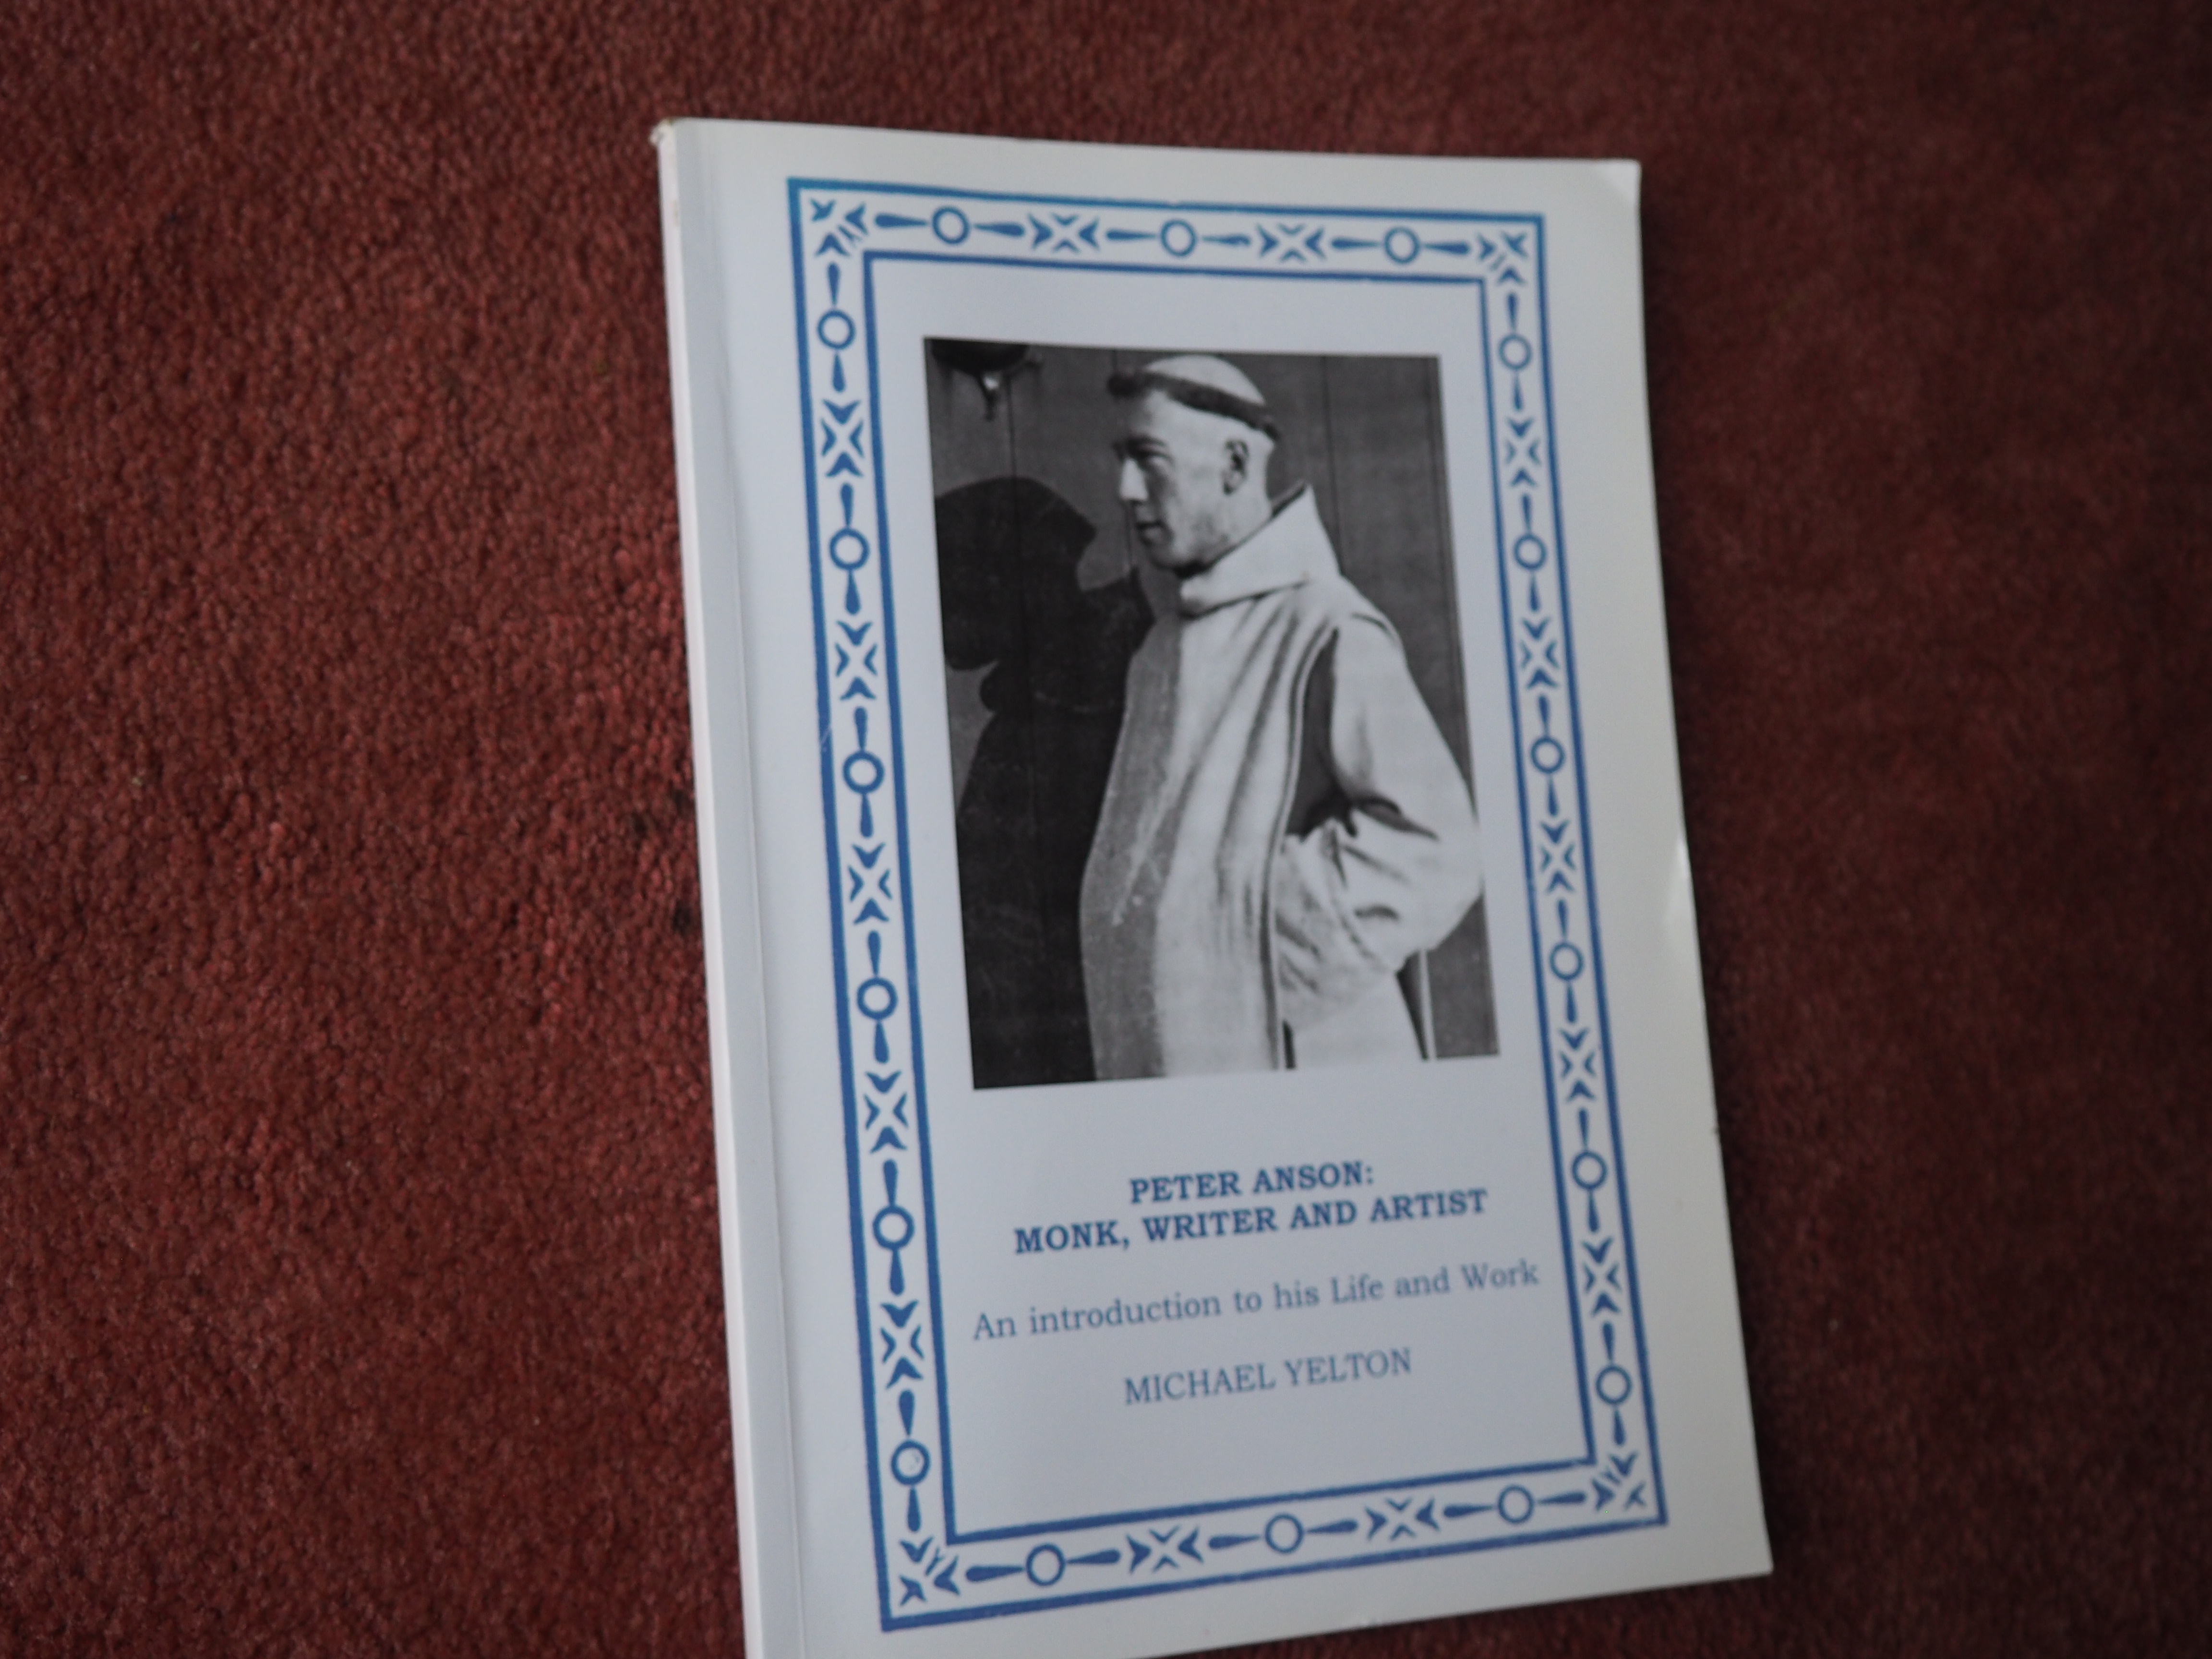 PETER ANSON:
MONK, WRITER AND ARTIST
An introduction to his Life and Work
MICHAEL YELTON